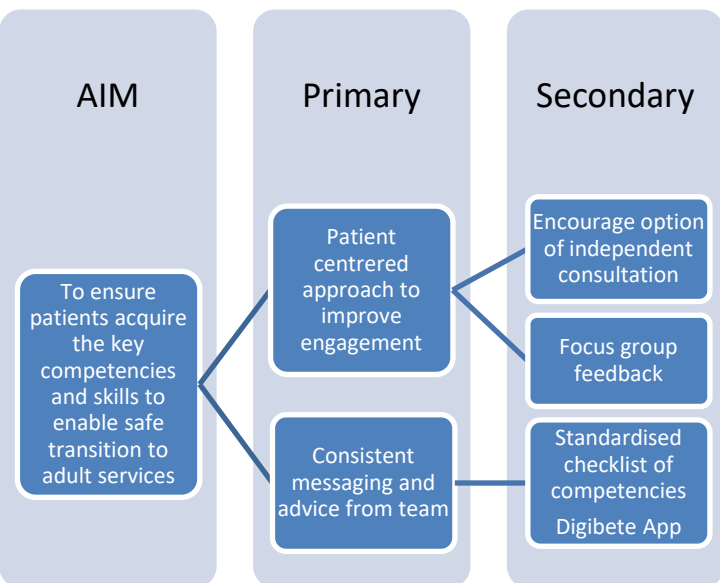 AIM
Primary
Secondary
To ensure
patients acquire
the key
competencies
and skills to
enable safe
transition to
adult services
Patient
centrered
approach to
improve
engagement
Consistent
messaging and
advice from team
Encourage option
of independent
consultation
Focus group
feedback
Standardised
checklist of
competencies
Digibete App